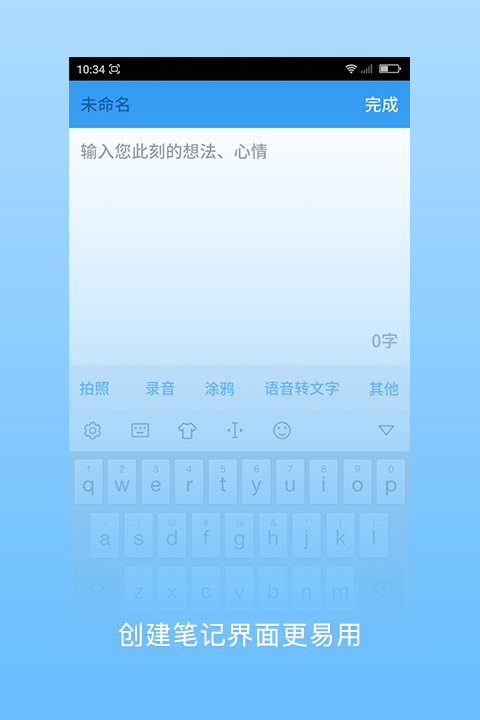 10:34
未命名 完成
输入您此刻的想法、心情
0字
拍照 录音 涂鸦 语音转文字 其他
1 2 3 4 5 6 7 8 9 0
q w e r t y u i o p
a s d f g h j k l
z x c v b n m
创建笔记界面更易用